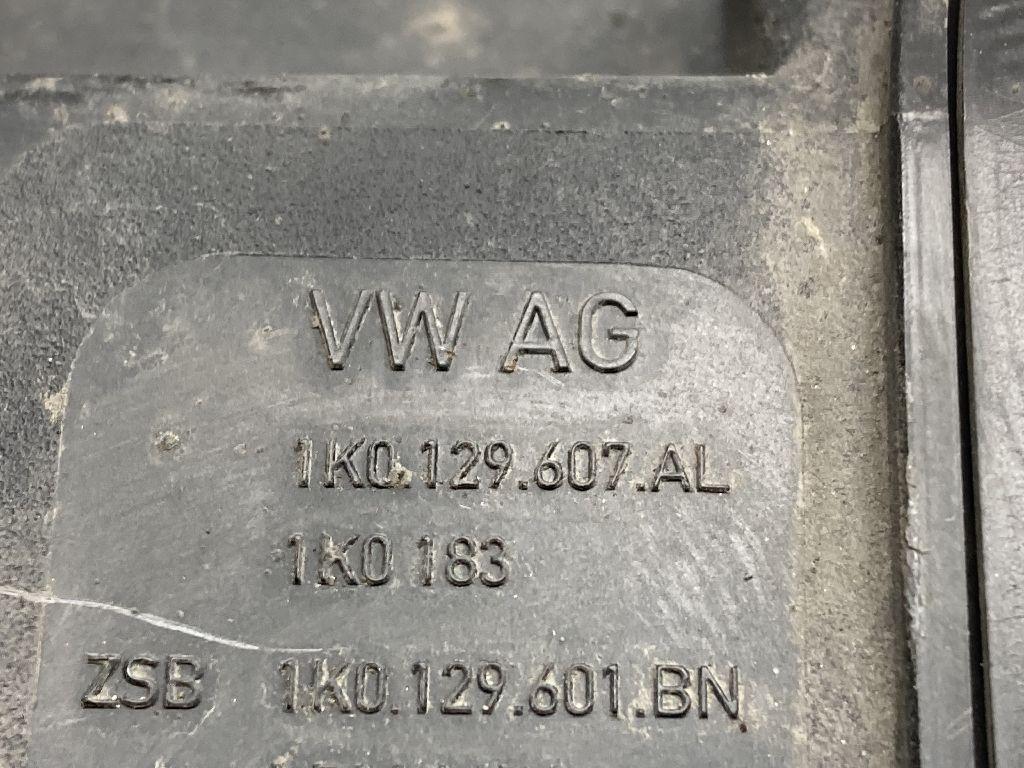 VW AG
1K0.129.607.AL
1K0 183
ZSB 1K0.129.601.BN